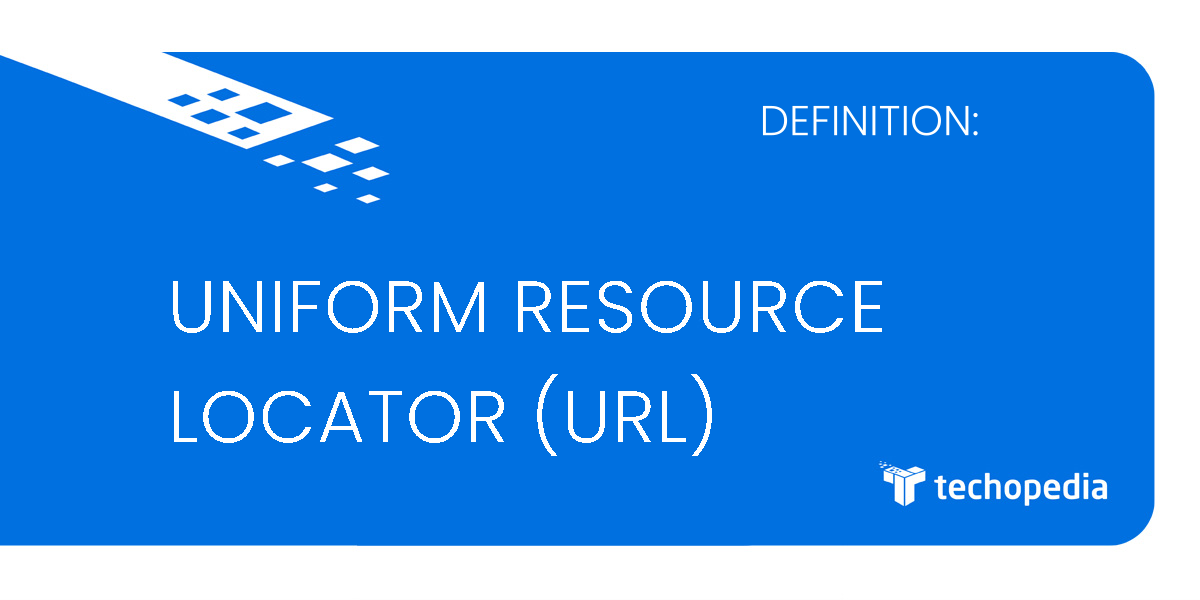 DEFINITION:
UNIFORM RESOURCE
LOCATOR (URL)
techopedia